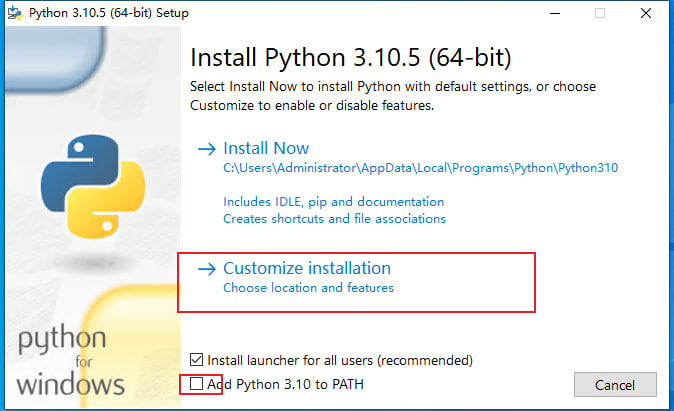 Python 3.10.5 (64-bit) Setup
Install Python 3.10.5 (64-bit)
Select Install Now to install Python with default settings, or choose
Customize to enable or disable features.
Install Now
C:\Users\Administrator\AppData\Local\Programs\Python\Python310
Includes IDLE, pip and documentation
Creates shortcuts and file associations
Customize installation
Choose location and features
python
for
windows
Install launcher for all users (recommended)
Add Python 3.10 to PATH
Cancel